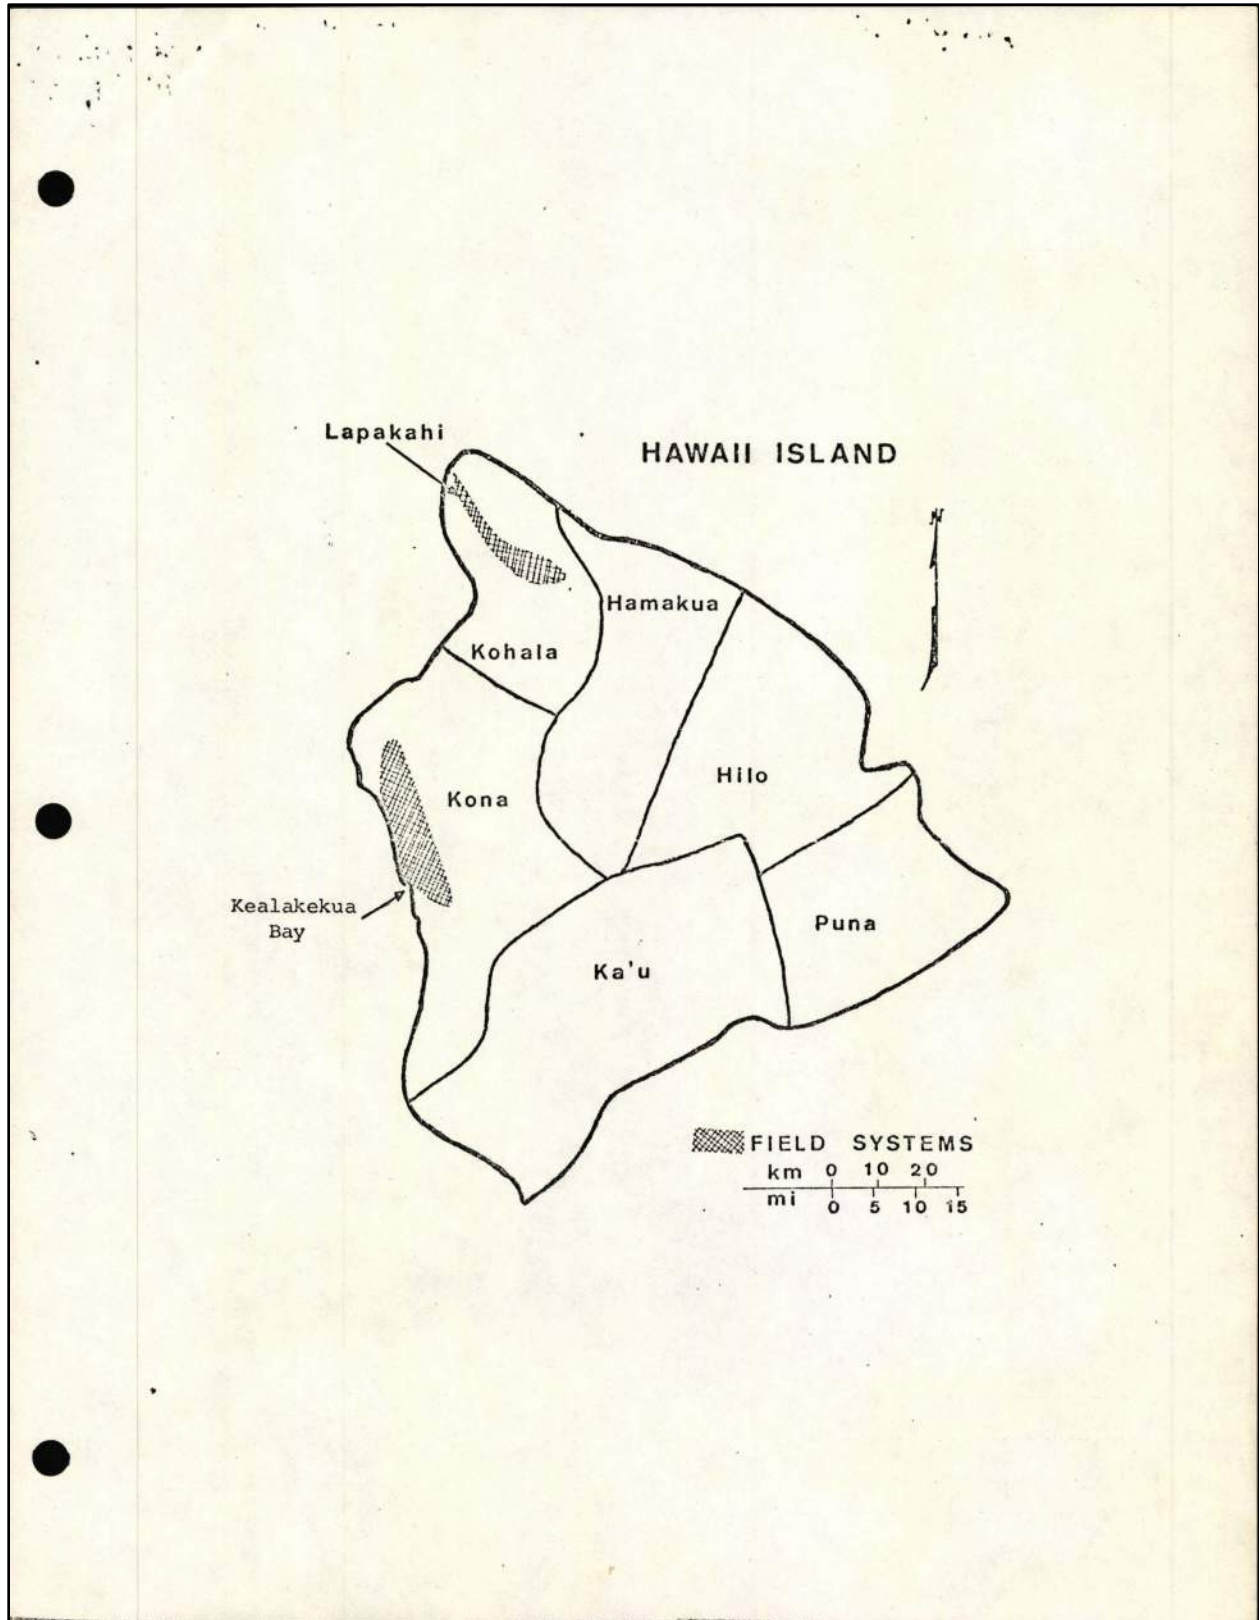 Lapakahi
HAWAII ISLAND
N
Hamakua
Kohala
Hilo
Kona
Kealakekua
Bay
Puna
Ka'u
FIELD SYSTEMS
km 0 10 20
mi 0 5 10 15